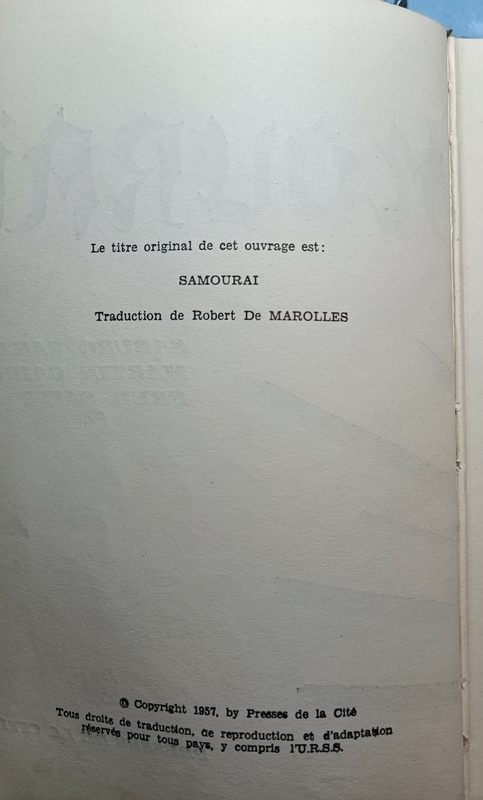 Le titre original de cet ouvrage est:
SAMOURAI
Traduction de Robert De MAROLLES
© Copyright 1957, by Presses de la Cité
Tous droits de traduction, de reproduction et d'adaptation
réservés pour tous pays, y compris l'U.R.S.S.